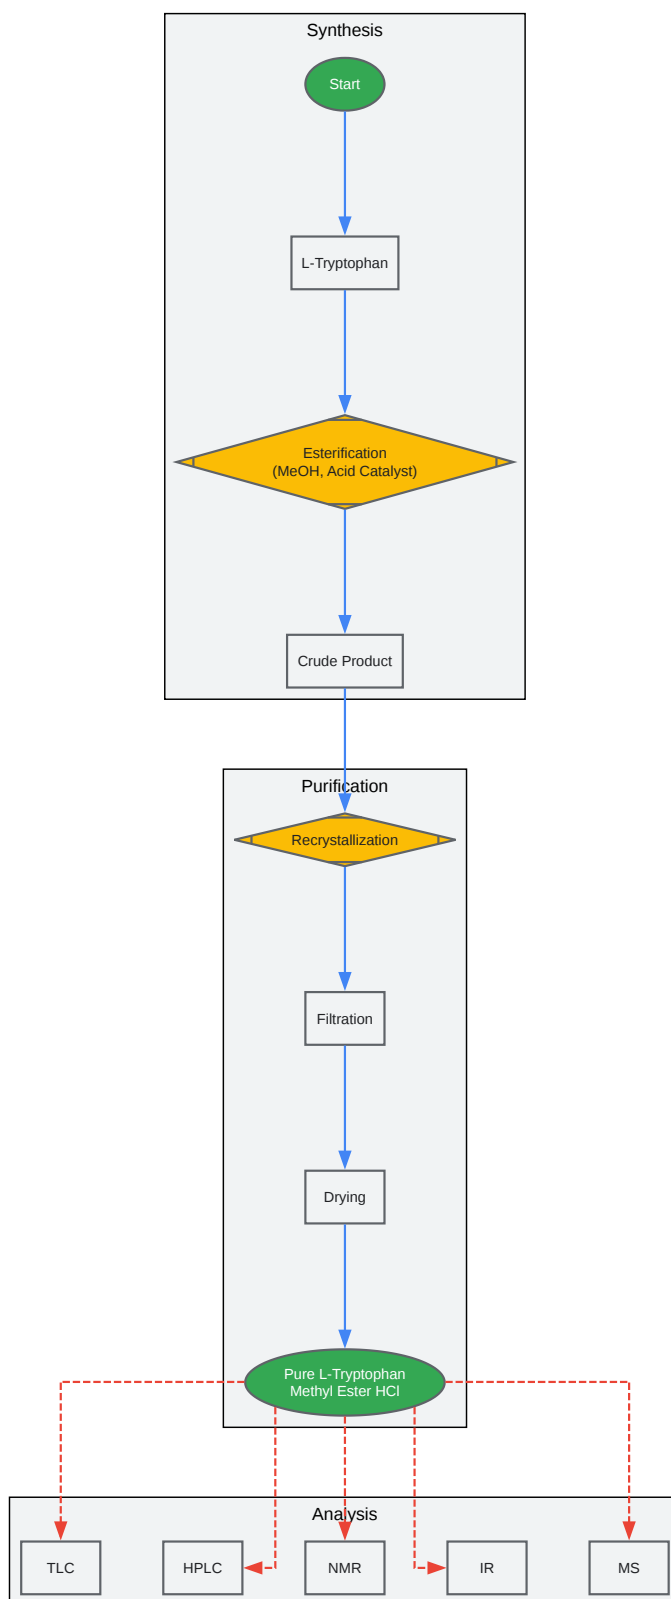 Synthesis
Start
L-Tryptophan
Esterification
(MeOH, Acid Catalyst)
Crude Product
Purification
Recrystallization
Filtration
Drying
Pure L-Tryptophan
Methyl Ester HCl
Analysis
TLC
HPLC
NMR
IR
MS